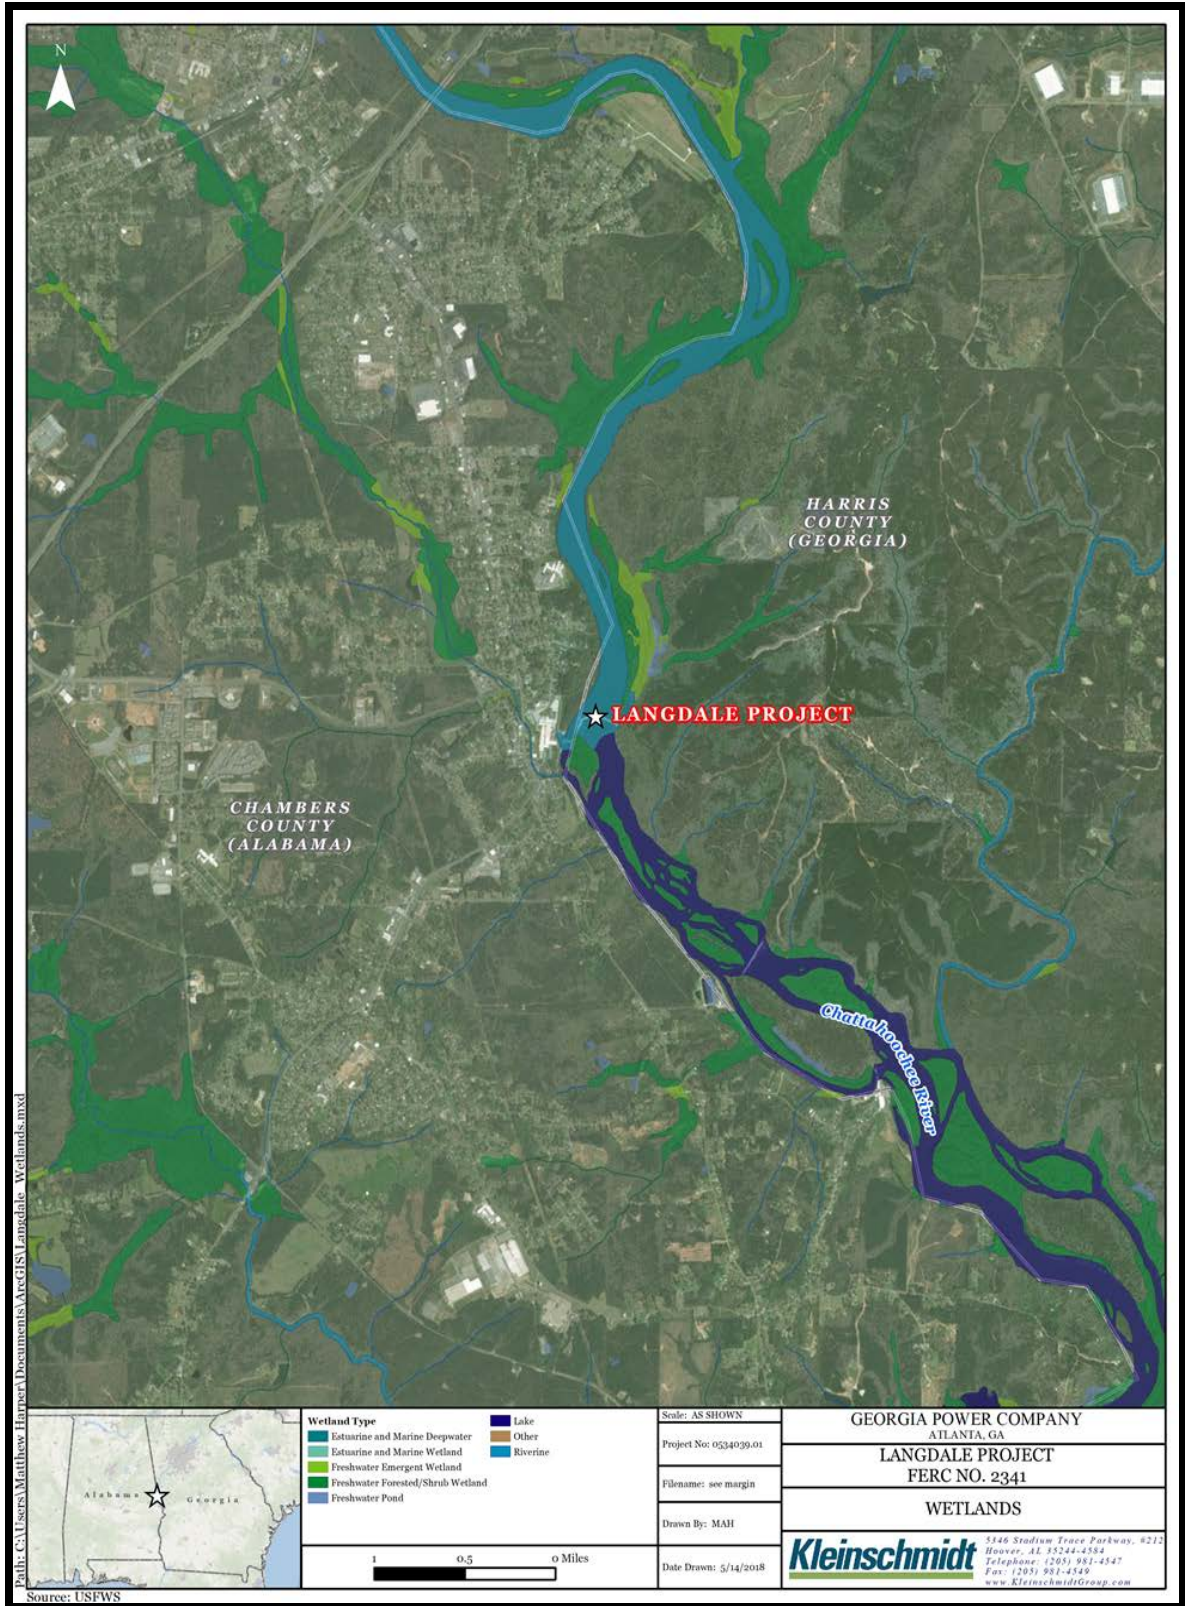 N
HARRIS
COUNTY
(GEORGIA)
LANGDALE PROJECT
CHAMBERS
COUNTY
(ALABAMA)
Chattahoochee River
Path: C:\Users\Matthew Harper\Documents\ArcGIS\Langdale_Wetlands.mxd
Alabama
Georgia
Wetland Type
Estuarine and Marine Deepwater
Estuarine and Marine Wetland
Freshwater Emergent Wetland
Freshwater Forested/Shrub Wetland
Freshwater Pond
Lake
Other
Riverine
1 0.5 0 Miles
Scale: AS SHOWN
Project No: 0534039.01
Filename: see margin
Drawn By: MAH
Date Drawn: 5/14/2018
GEORGIA POWER COMPANY
ATLANTA, GA
LANGDALE PROJECT
FERC NO. 2341
WETLANDS
Kleinschmidt
5346 Stadium Trace Parkway, #212
Hoover, AL 35244-4584
Telephone: (205) 981-4547
Fax: (205) 981-4549
www.KleinschmidtGroup.com
Source: USFWS